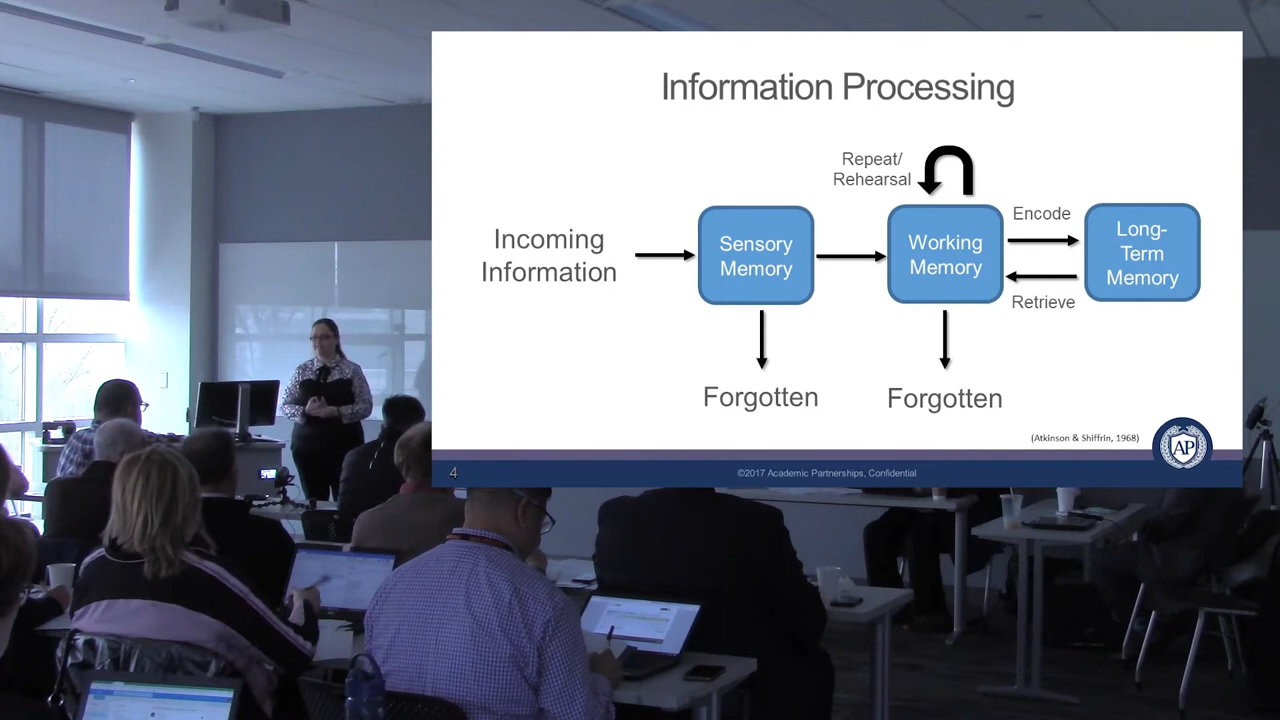 Information Processing
Repeat/
Rehearsal
Encode
Incoming
Information
Sensory
Memory
Working
Memory
Long-
Term
Memory
Retrieve
Forgotten
Forgotten
(Atkinson & Shiffrin, 1968)
AP
4
©2017 Academic Partnerships, Confidential